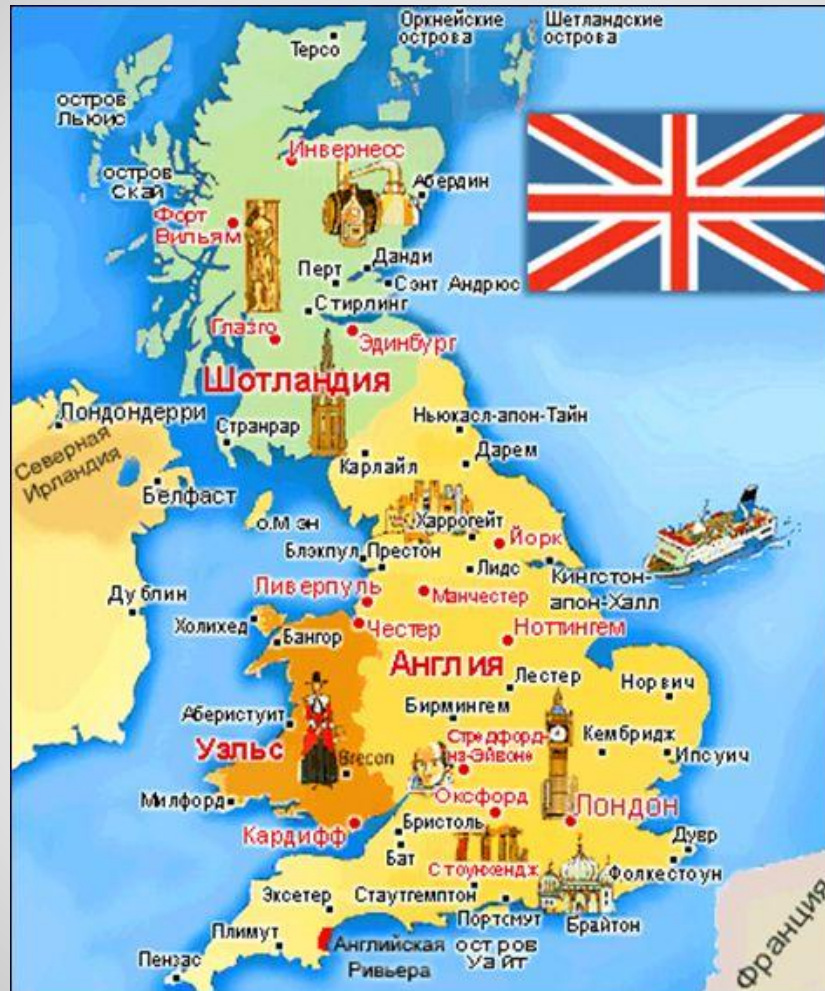 Оркнейские
острова
Шетландские
острова
Терсо
остров
Льюис
Инвернесс
остров
Скай
Абердин
Форт
Вильям
Данди
Перт
Сэнт Андрюс
Стирлинг
Глазго
Эдинбург
Шотландия
Лондондерри
Ньюкасл-апон-Тайн
Странрар
Северная
Ирландия
Дарем
Карлайл
Белфаст
о.Мэн
Харрогейт
Йорк
Блэкпул
Престон
Лидс
Кингстон-
апон-Халл
Ливерпуль
Манчестер
Дублин
Холихед
Честер
Ноттингем
Бангор
Англия
Лестер
Норвич
Аберистуит
Бирмингем
Стредфорд-
на-Эйвоне
Кембридж
Ипсуич
Уэльс
Brecon
Милфорд
Оксфорд
Лондон
Кардифф
Бристоль
Дувр
Бат
Стоунхендж
Фолкестоун
Эксетер
Стаутгемптон
Портсмут
Брайтон
Плимут
Английская
Ривьера
остров
Уайт
Пензас
Франция